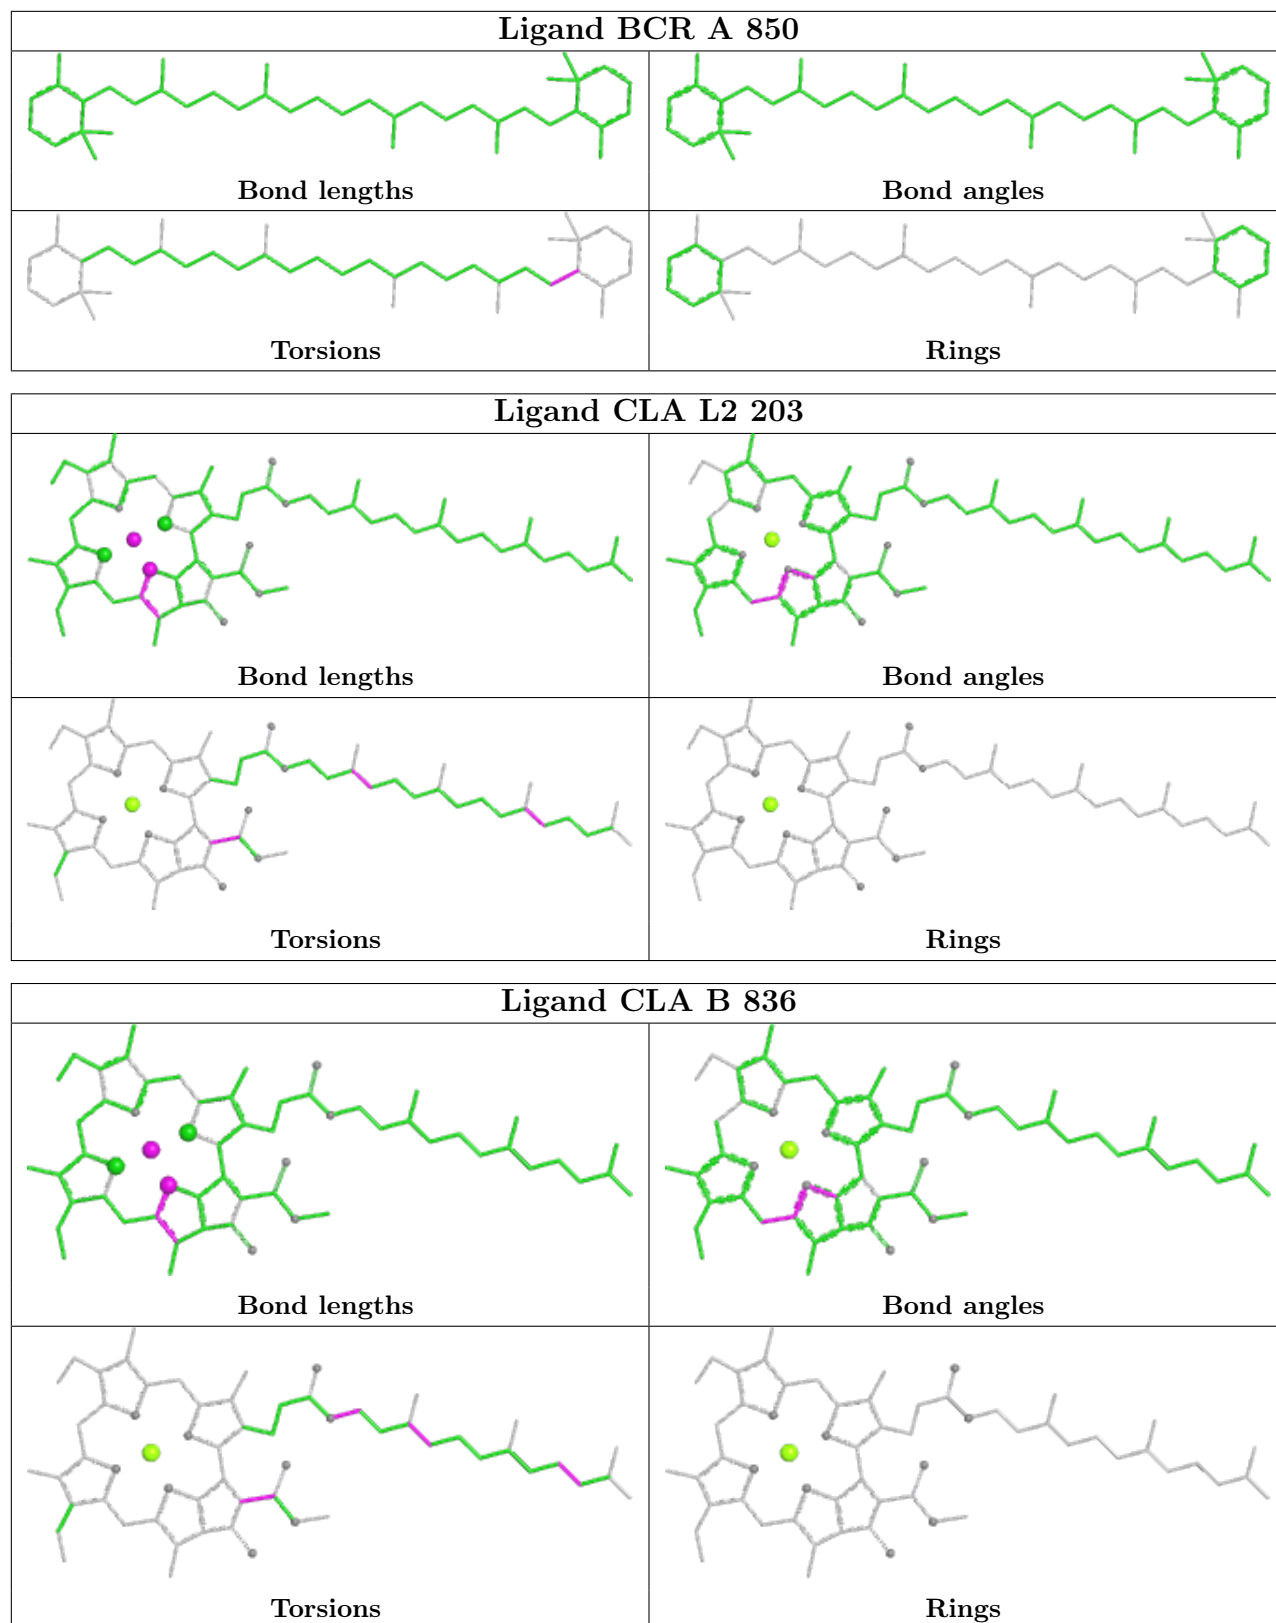 Ligand BCR A 850
Bond lengths
Bond angles
Torsions
Rings
Ligand CLA L2 203
Bond lengths
Bond angles
Torsions
Rings
Ligand CLA B 836
Bond lengths
Bond angles
Torsions
Rings